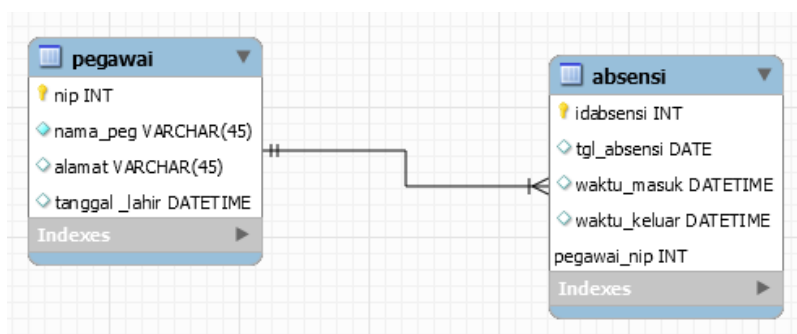 pegawai
nip INT
nama_peg VARCHAR(45)
alamat VARCHAR(45)
tanggal _lahir DATETIME
Indexes
absensi
idabsensi INT
tgl_absensi DATE
waktu_masuk DATETIME
waktu_keluar DATETIME
pegawai_nip INT
Indexes